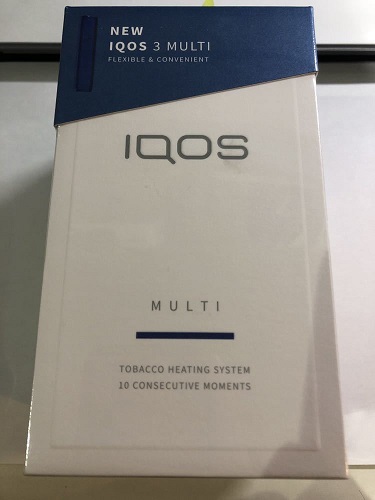 NEW
IQOS 3 MULTI
FLEXIBLE & CONVENIENT
IQOS
MULTI
TOBACCO HEATING SYSTEM
10 CONSECUTIVE MOMENTS